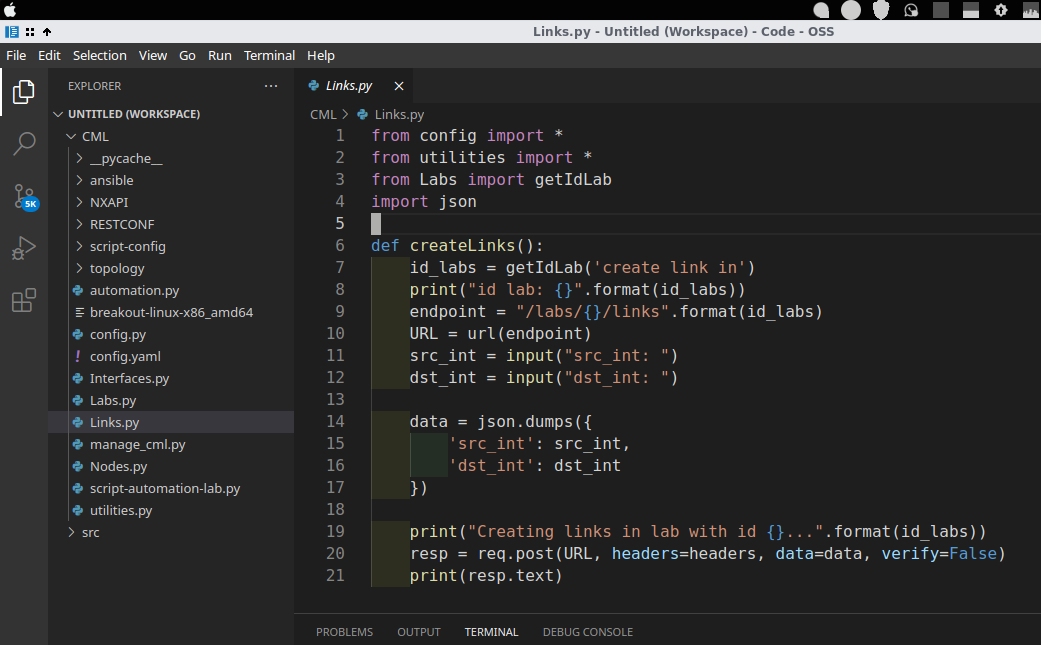 Links.py - Untitled (Workspace) - Code - OSS
File Edit Selection View Go Run Terminal Help
EXPLORER ···
UNTITLED (WORKSPACE)
CML
__pycache__
ansible
NXAPI
RESTCONF
script-config
topology
automation.py
breakout-linux-x86_amd64
config.py
config.yaml
Interfaces.py
Labs.py
Links.py
manage_cml.py
Nodes.py
script-automation-lab.py
utilities.py
src
5K
Links.py
CML > Links.py
1 from config import *
2 from utilities import *
3 from Labs import getIdLab
4 import json
5
6 def createLinks():
7     id_labs = getIdLab('create link in')
8     print("id lab: {}".format(id_labs))
9     endpoint = "/labs/{}/links".format(id_labs)
10     URL = url(endpoint)
11     src_int = input("src_int: ")
12     dst_int = input("dst_int: ")
13
14     data = json.dumps({
15         'src_int': src_int,
16         'dst_int': dst_int
17     })
18
19     print("Creating links in lab with id {}...".format(id_labs))
20     resp = req.post(URL, headers=headers, data=data, verify=False)
21     print(resp.text)
PROBLEMS OUTPUT TERMINAL DEBUG CONSOLE